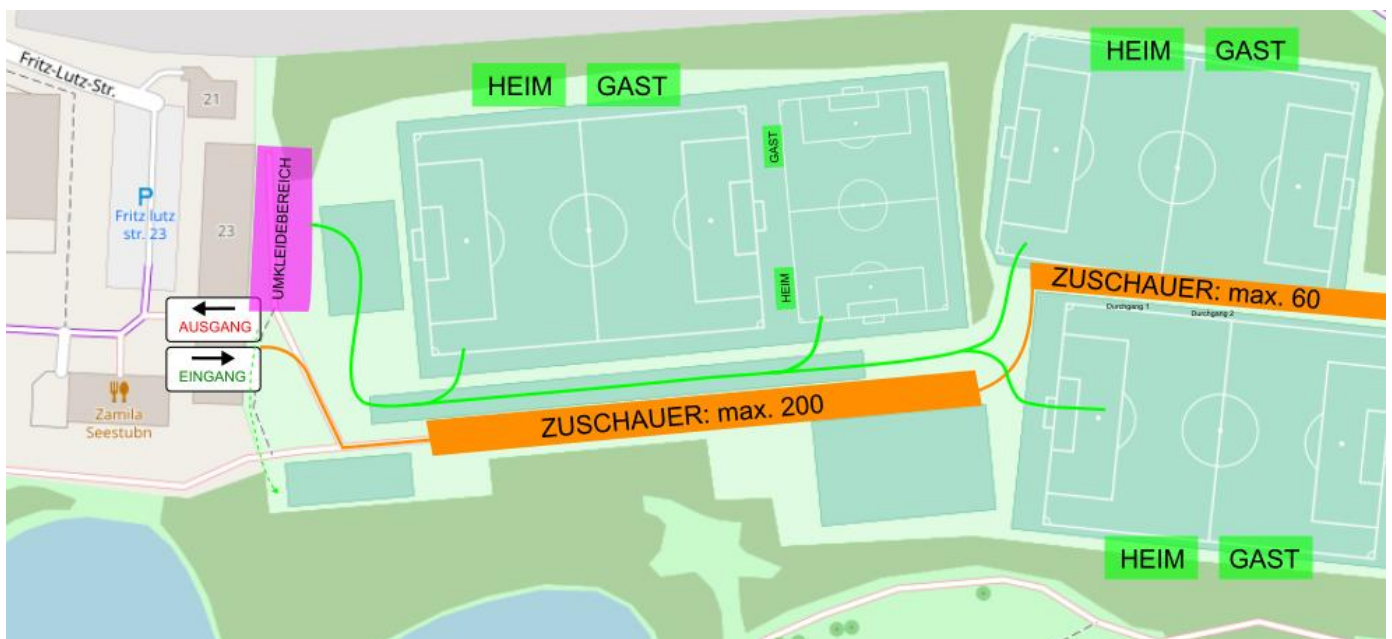 Fritz-Lutz-Str.
21
HEIM GAST
HEIM GAST
P
Fritz lutz
str. 23
23
UMKLEIDEBEREICH
GAST
HEIM
AUSGANG
EINGANG
Zamila
Seestubn
ZUSCHAUER: max. 200
ZUSCHAUER: max. 60
Durchgang 1 Durchgang 2
HEIM GAST